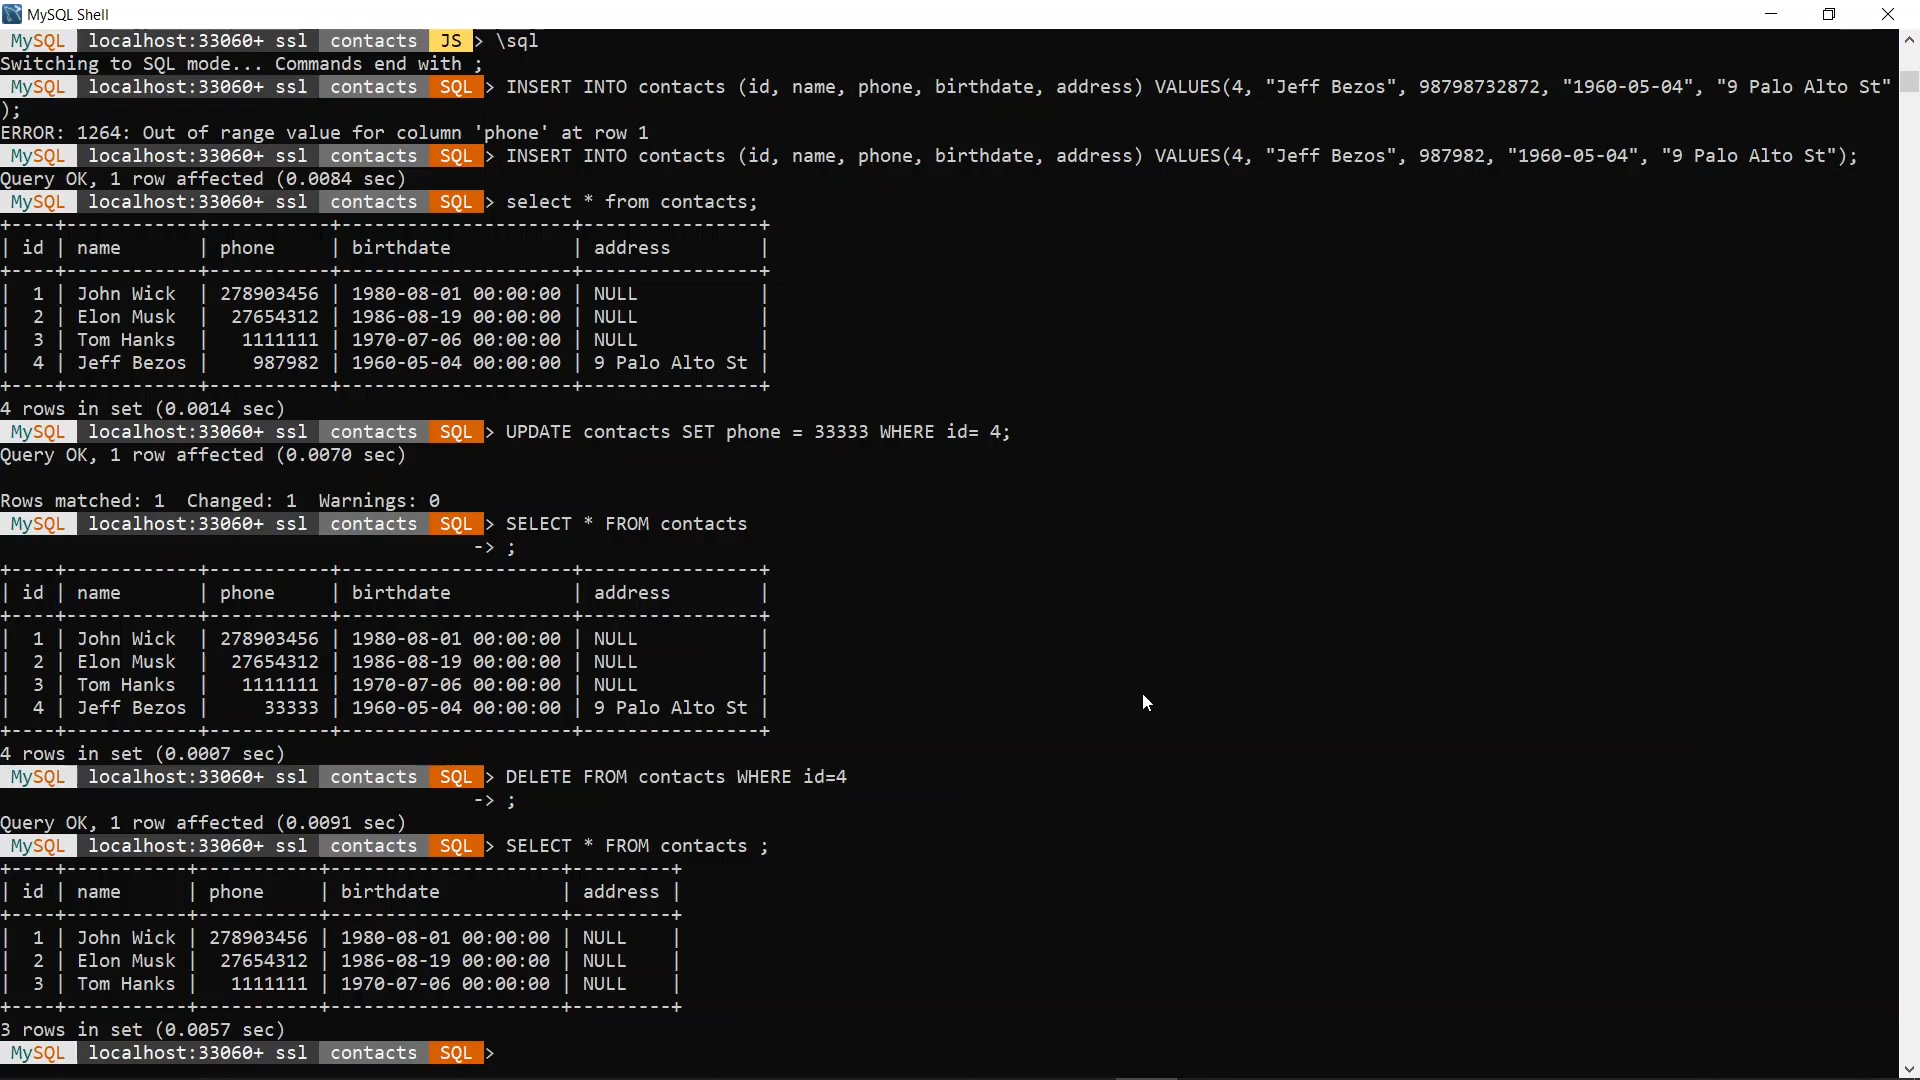 MySQL Shell
MySQL localhost:33060+ ssl contacts JS > \sql
Switching to SQL mode... Commands end with ;
MySQL localhost:33060+ ssl contacts SQL > INSERT INTO contacts (id, name, phone, birthdate, address) VALUES(4, "Jeff Bezos", 98798732872, "1960-05-04", "9 Palo Alto St"
);
ERROR: 1264: Out of range value for column 'phone' at row 1
MySQL localhost:33060+ ssl contacts SQL > INSERT INTO contacts (id, name, phone, birthdate, address) VALUES(4, "Jeff Bezos", 987982, "1960-05-04", "9 Palo Alto St");
Query OK, 1 row affected (0.0084 sec)
MySQL localhost:33060+ ssl contacts SQL > select * from contacts;
+----+------------+-----------+---------------------+----------------+
| id | name       | phone     | birthdate           | address        |
+----+------------+-----------+---------------------+----------------+
|  1 | John Wick  | 278903456 | 1980-08-01 00:00:00 | NULL           |
|  2 | Elon Musk  |  27654312 | 1986-08-19 00:00:00 | NULL           |
|  3 | Tom Hanks  |   1111111 | 1970-07-06 00:00:00 | NULL           |
|  4 | Jeff Bezos |    987982 | 1960-05-04 00:00:00 | 9 Palo Alto St |
+----+------------+-----------+---------------------+----------------+
4 rows in set (0.0014 sec)
MySQL localhost:33060+ ssl contacts SQL > UPDATE contacts SET phone = 33333 WHERE id= 4;
Query OK, 1 row affected (0.0070 sec)
Rows matched: 1  Changed: 1  Warnings: 0
MySQL localhost:33060+ ssl contacts SQL > SELECT * FROM contacts
-> ;
+----+------------+-----------+---------------------+----------------+
| id | name       | phone     | birthdate           | address        |
+----+------------+-----------+---------------------+----------------+
|  1 | John Wick  | 278903456 | 1980-08-01 00:00:00 | NULL           |
|  2 | Elon Musk  |  27654312 | 1986-08-19 00:00:00 | NULL           |
|  3 | Tom Hanks  |   1111111 | 1970-07-06 00:00:00 | NULL           |
|  4 | Jeff Bezos |     33333 | 1960-05-04 00:00:00 | 9 Palo Alto St |
+----+------------+-----------+---------------------+----------------+
4 rows in set (0.0007 sec)
MySQL localhost:33060+ ssl contacts SQL > DELETE FROM contacts WHERE id=4
-> ;
Query OK, 1 row affected (0.0091 sec)
MySQL localhost:33060+ ssl contacts SQL > SELECT * FROM contacts ;
+----+-----------+-----------+---------------------+---------+
| id | name      | phone     | birthdate           | address |
+----+-----------+-----------+---------------------+---------+
|  1 | John Wick | 278903456 | 1980-08-01 00:00:00 | NULL    |
|  2 | Elon Musk |  27654312 | 1986-08-19 00:00:00 | NULL    |
|  3 | Tom Hanks |   1111111 | 1970-07-06 00:00:00 | NULL    |
+----+-----------+-----------+---------------------+---------+
3 rows in set (0.0057 sec)
MySQL localhost:33060+ ssl contacts SQL >